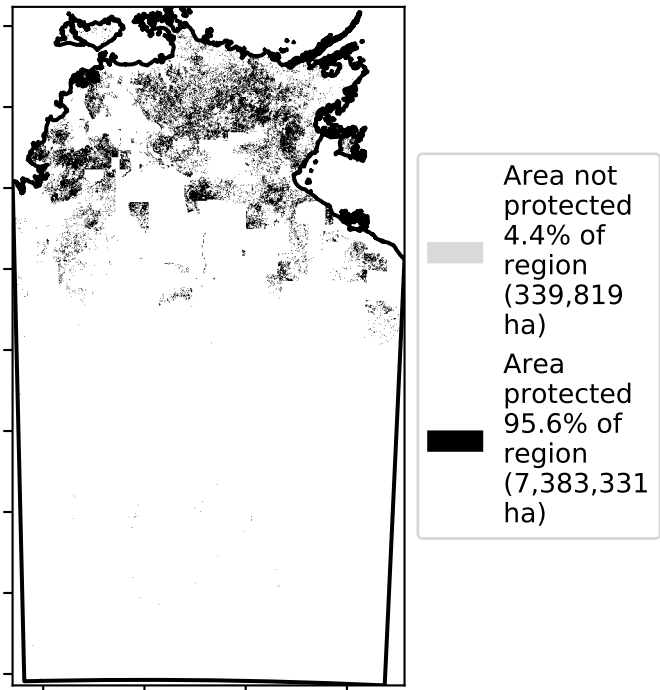 Area not
protected
4.4% of
region
(339,819
ha)
Area
protected
95.6% of
region
(7,383,331
ha)